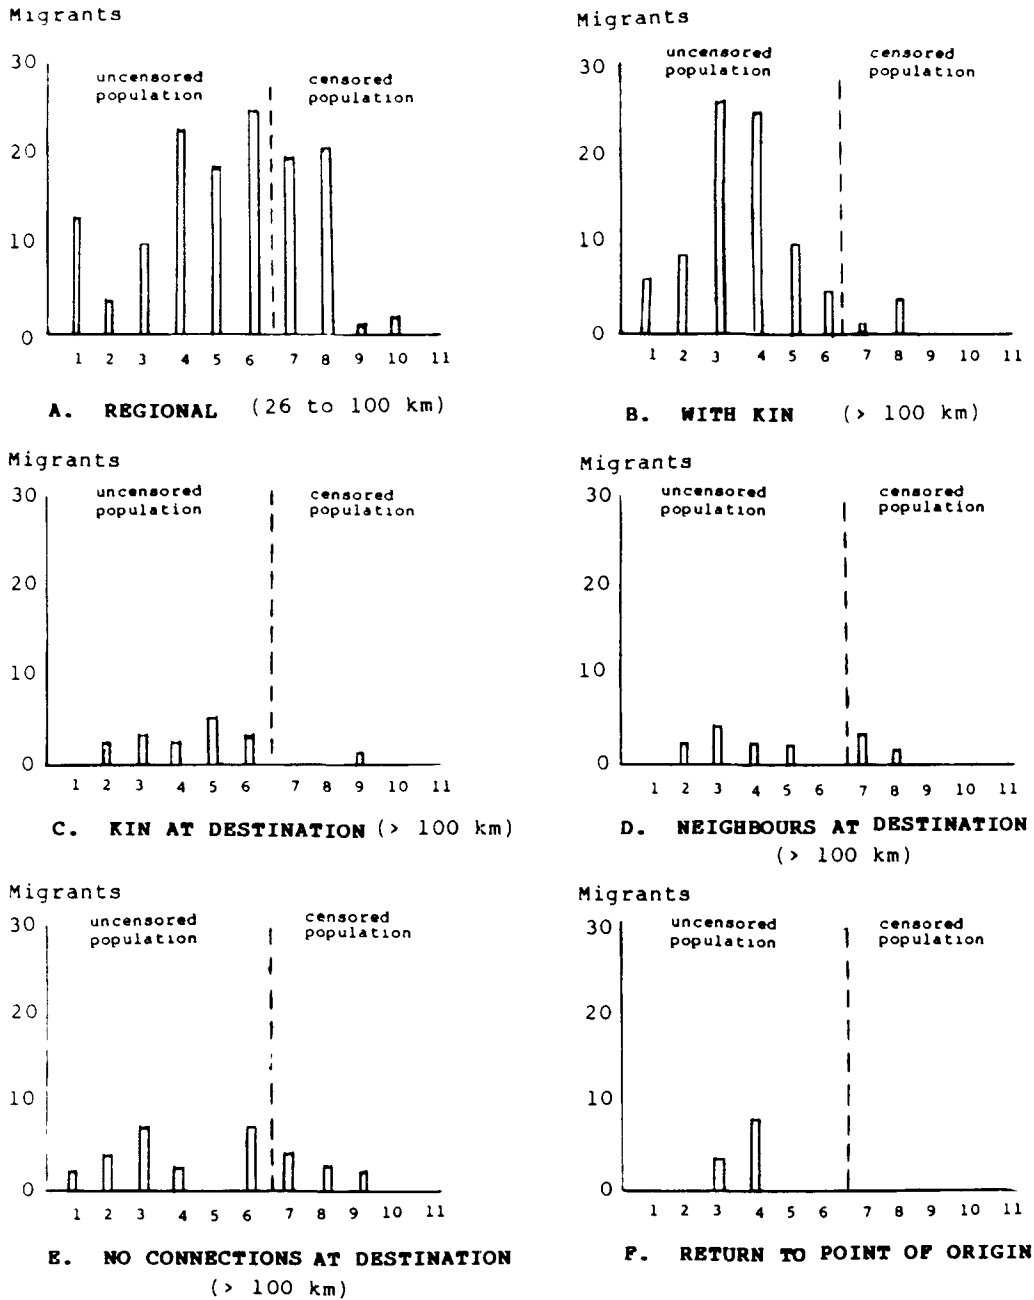 Migrants
30
uncensored
population
censored
population
20
10
0
1 2 3 4 5 6 7 8 9 10 11
A. REGIONAL (26 to 100 km)
Migrants
30
uncensored
population
censored
population
20
10
0
1 2 3 4 5 6 7 8 9 10 11
B. WITH KIN (> 100 km)
Migrants
30
uncensored
population
censored
population
20
10
0
1 2 3 4 5 6 7 8 9 10 11
C. KIN AT DESTINATION (> 100 km)
Migrants
30
uncensored
population
censored
population
20
10
0
1 2 3 4 5 6 7 8 9 10 11
D. NEIGHBOURS AT DESTINATION
(> 100 km)
Migrants
30
uncensored
population
censored
population
20
10
0
1 2 3 4 5 6 7 8 9 10 11
E. NO CONNECTIONS AT DESTINATION
(> 100 km)
Migrants
30
uncensored
population
censored
population
20
10
0
1 2 3 4 5 6 7 8 9 10 11
F. RETURN TO POINT OF ORIGIN